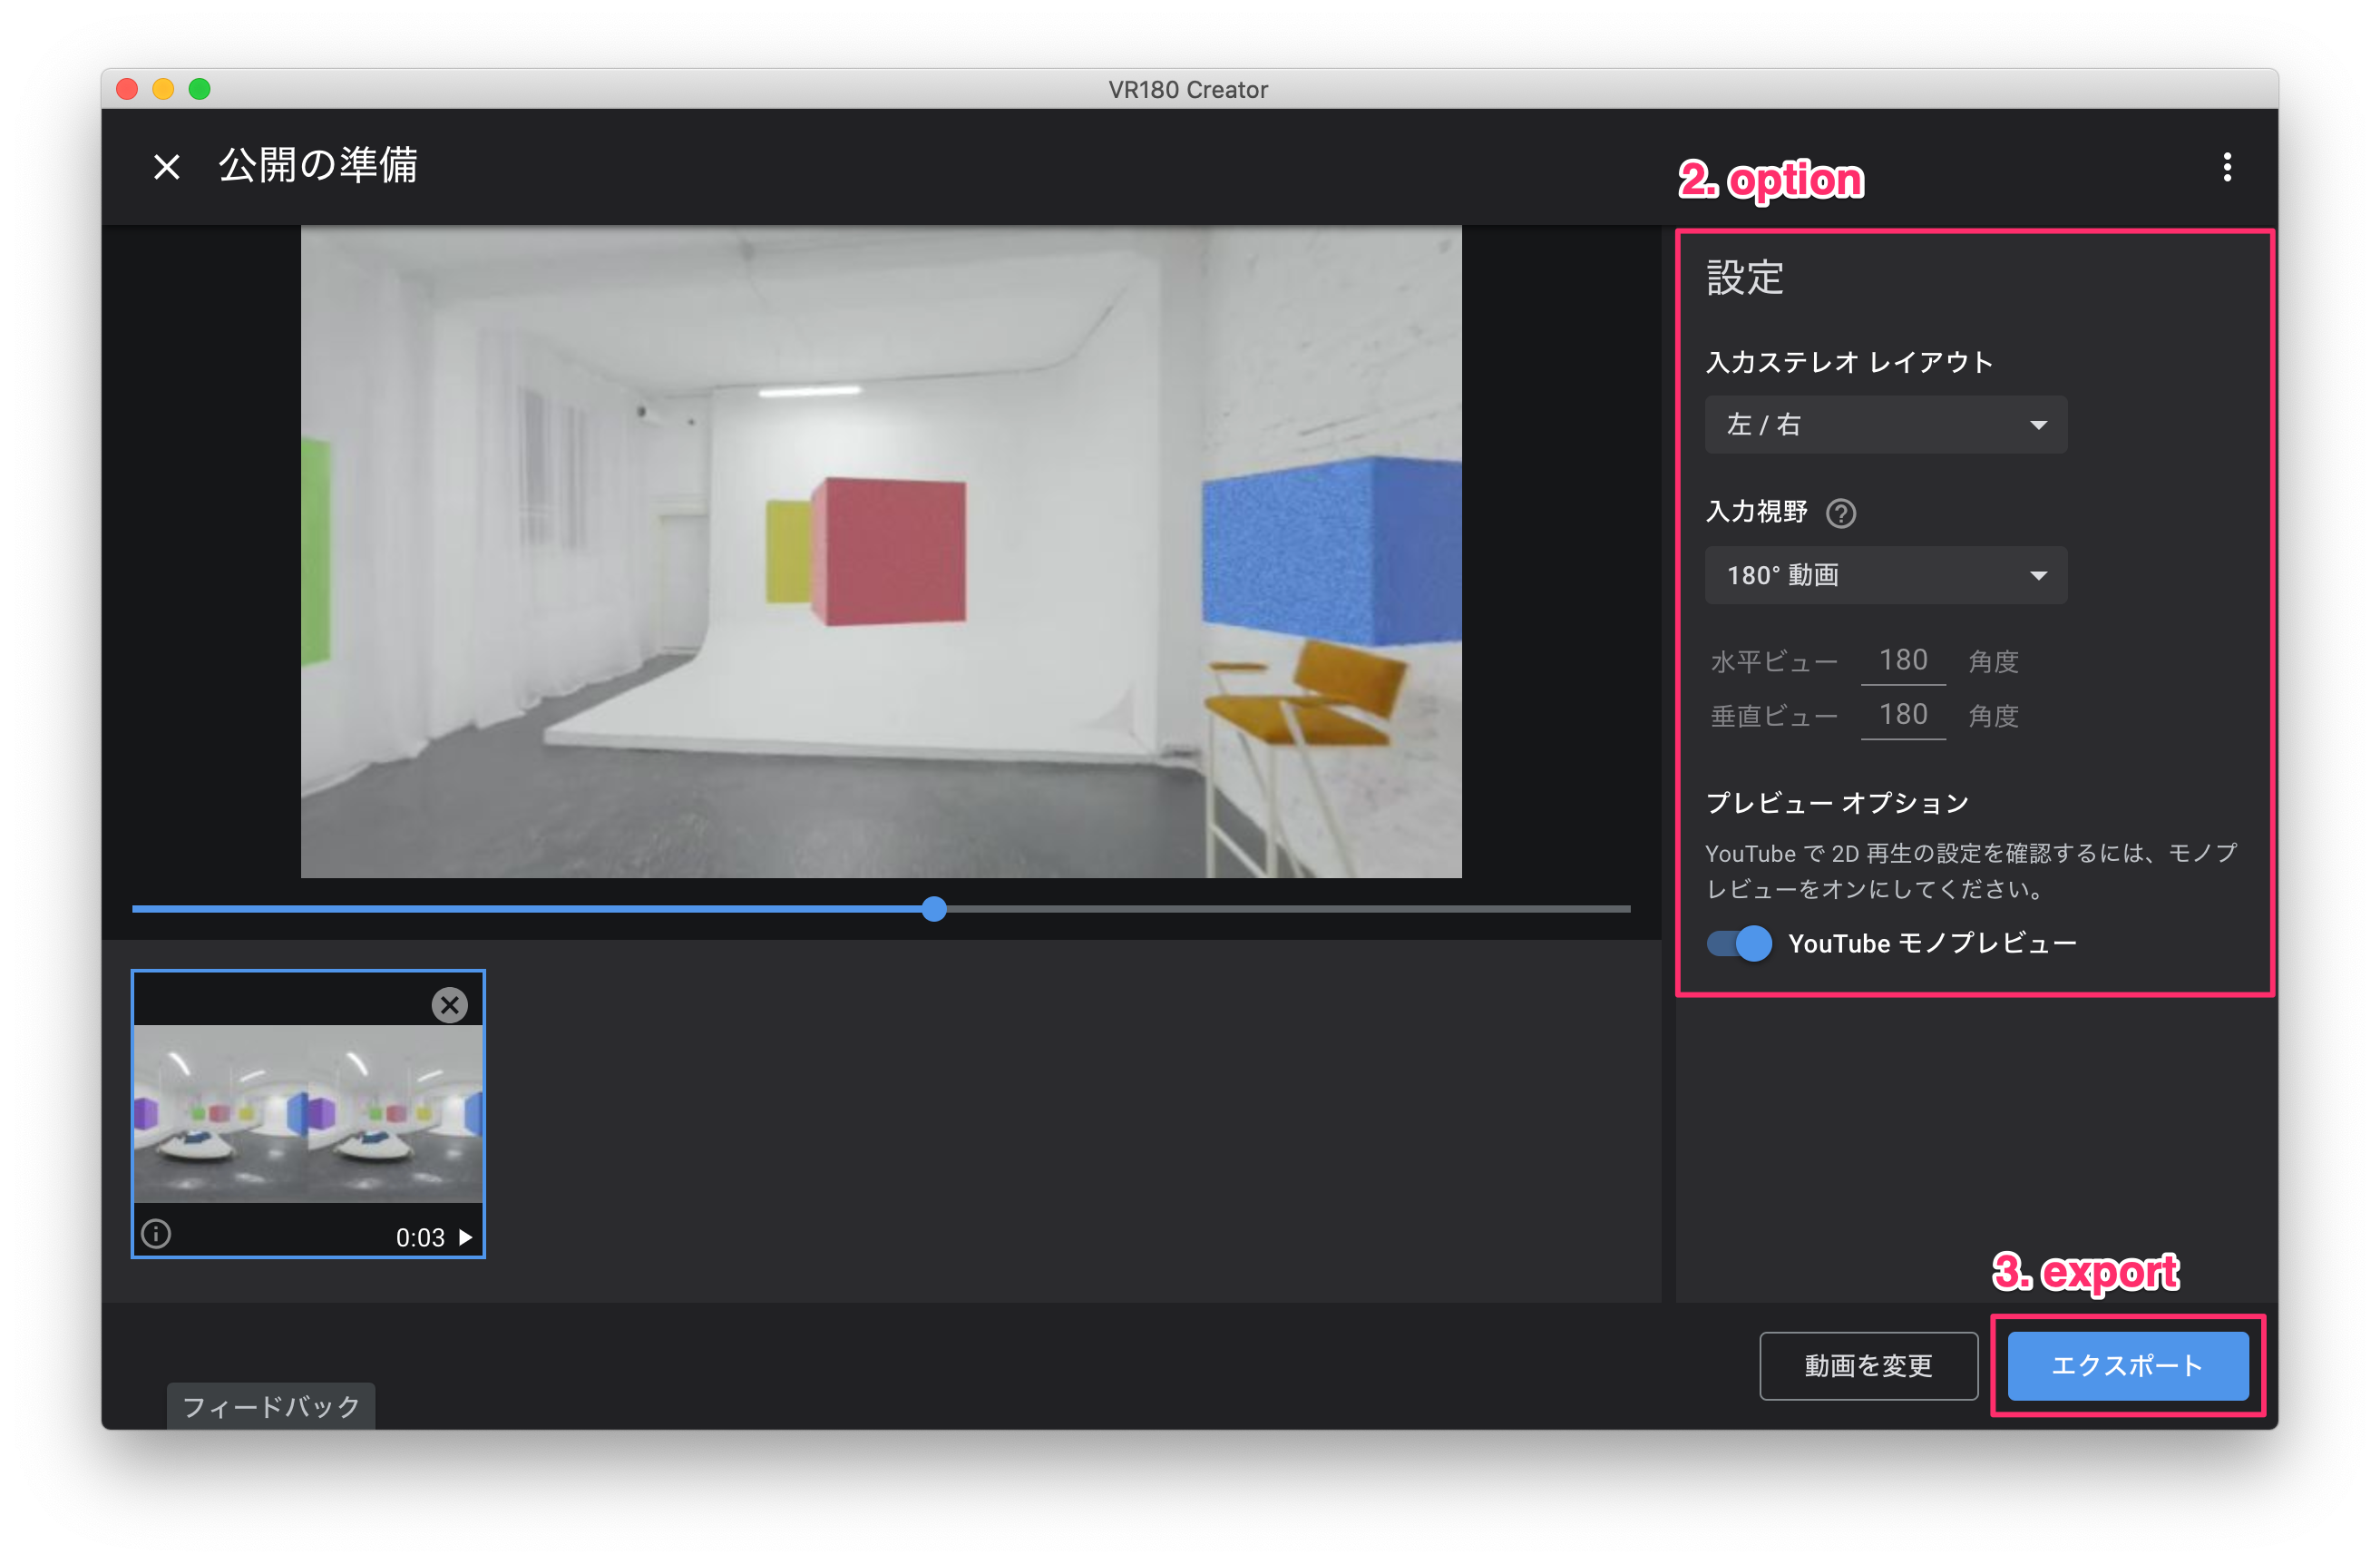 VR180 Creator
公開の準備
2. option
設定
入力ステレオ レイアウト
左 / 右
入力視野
180° 動画
水平ビュー 180 角度
垂直ビュー 180 角度
プレビュー オプション
YouTube で 2D 再生の設定を確認するには、モノプ
レビューをオンにしてください。
YouTube モノプレビュー
0:03
3. export
動画を変更
エクスポート
フィードバック